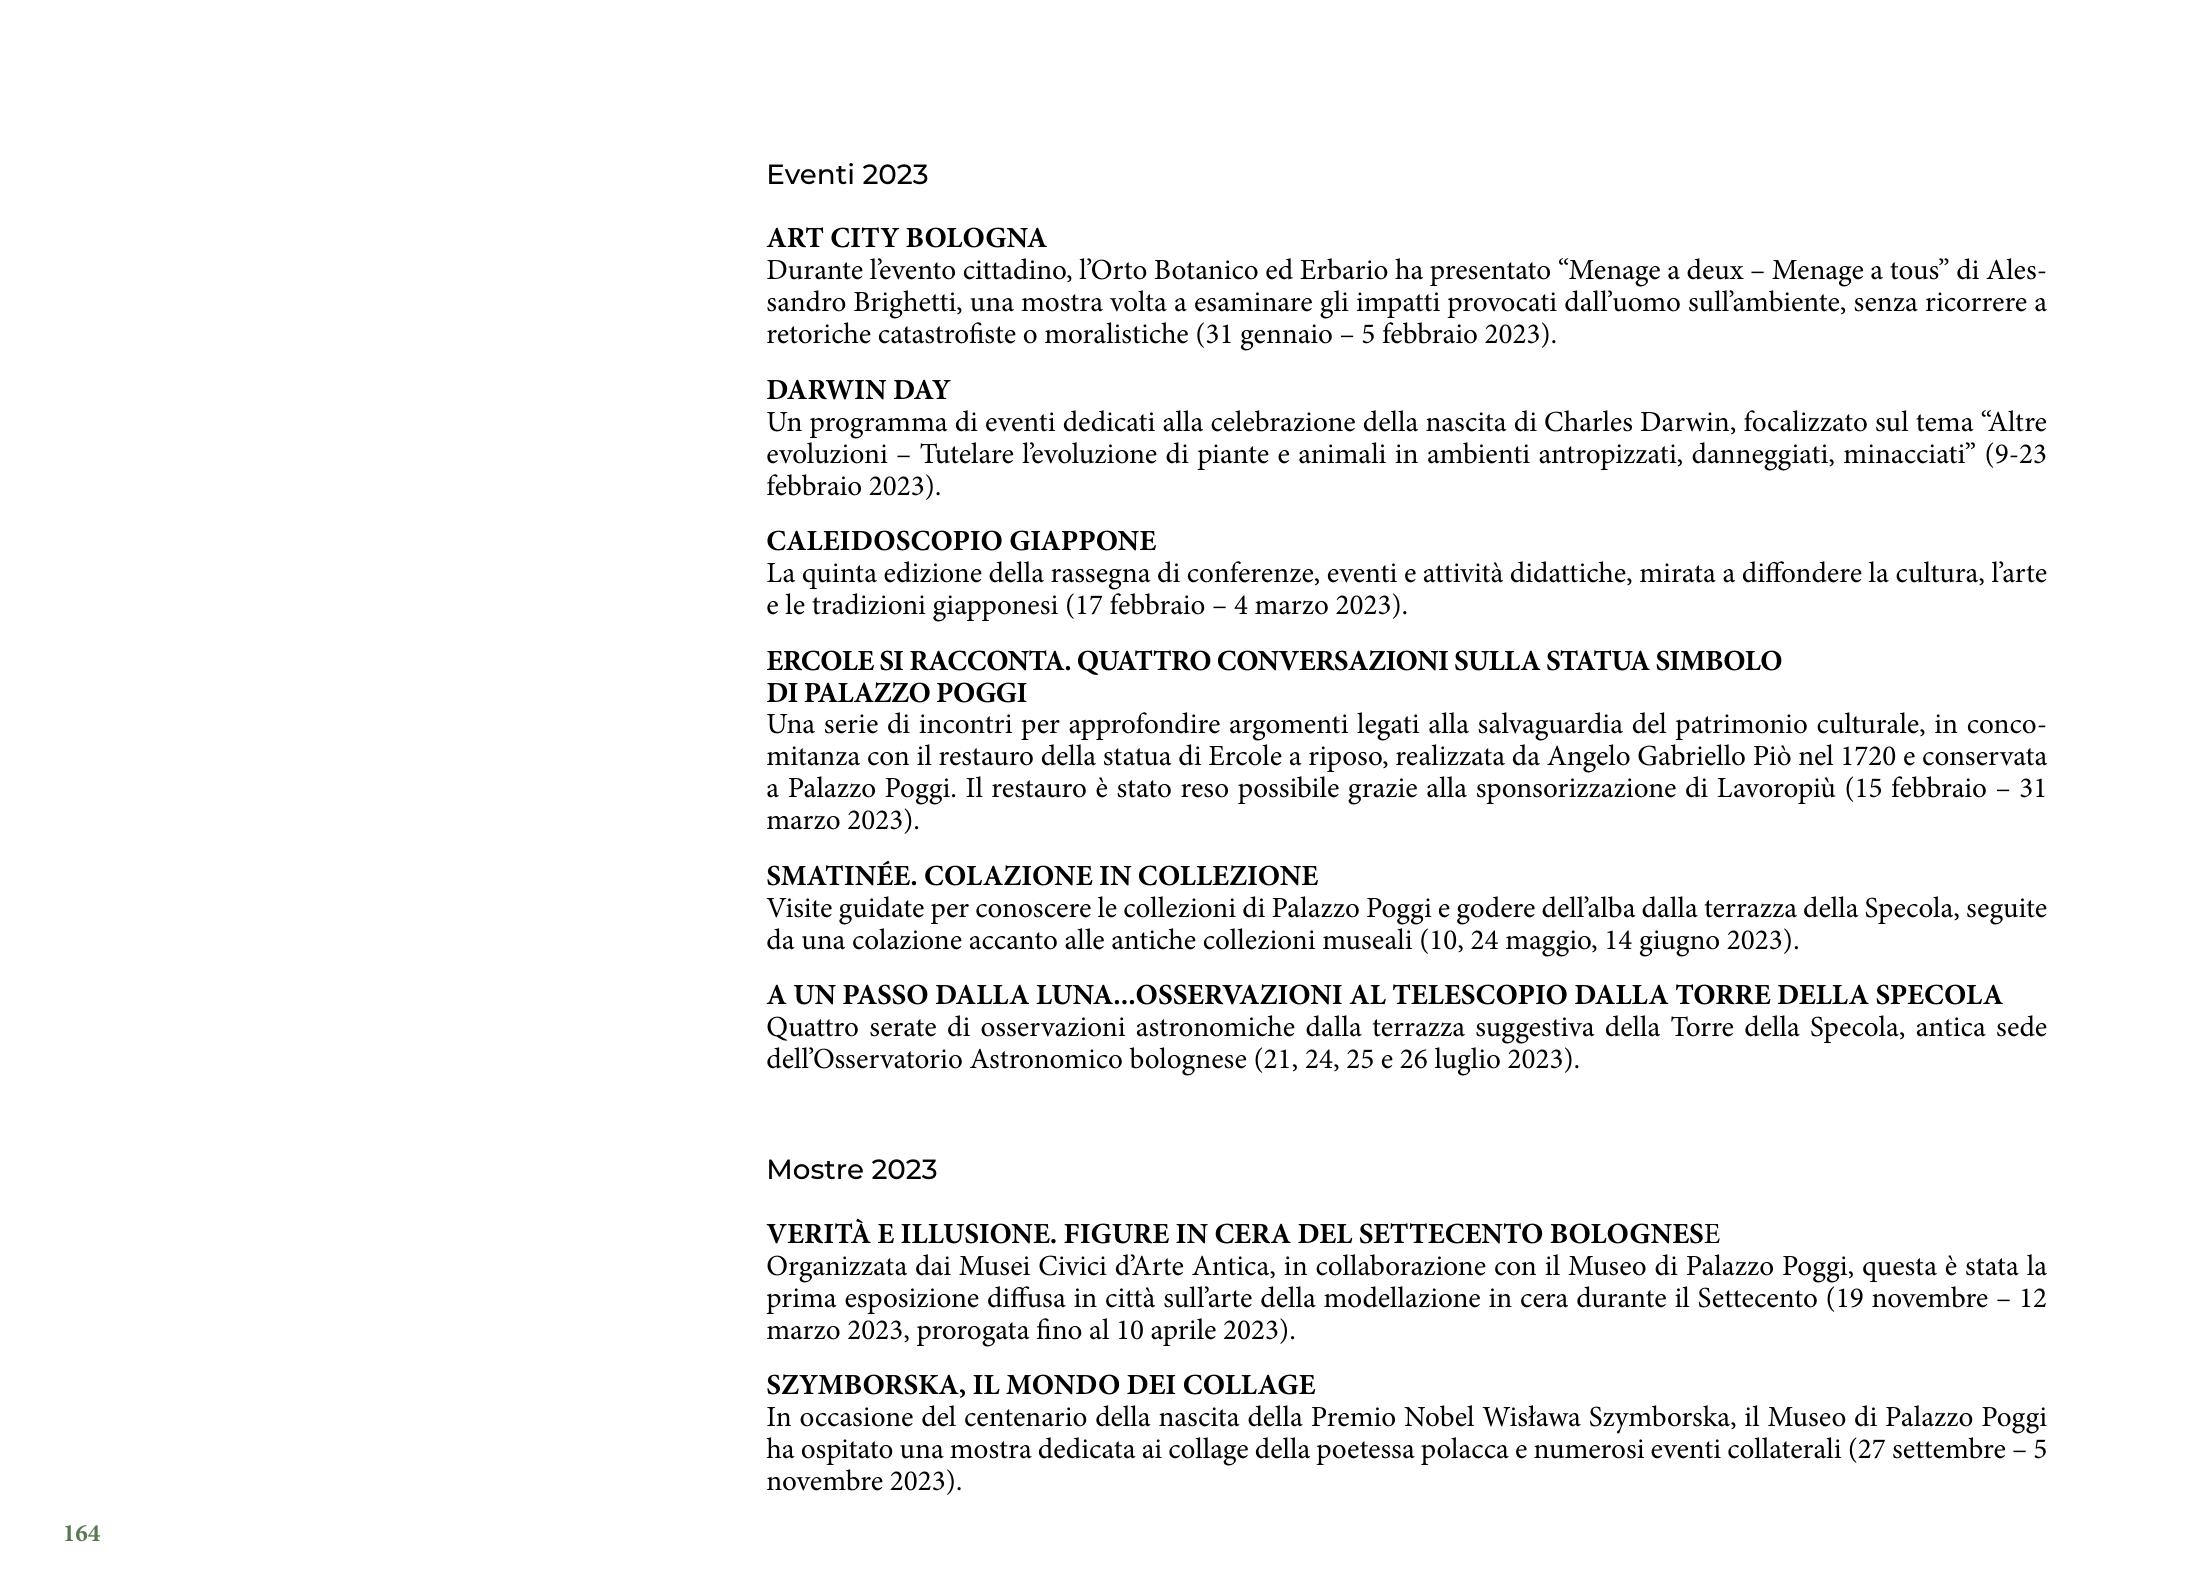 Eventi 2023
ART CITY BOLOGNA
Durante l’evento cittadino, l’Orto Botanico ed Erbario ha presentato “Menage a deux – Menage a tous” di Ales-
sandro Brighetti, una mostra volta a esaminare gli impatti provocati dall’uomo sull’ambiente, senza ricorrere a
retoriche catastrofiste o moralistiche (31 gennaio – 5 febbraio 2023).
DARWIN DAY
Un programma di eventi dedicati alla celebrazione della nascita di Charles Darwin, focalizzato sul tema “Altre
evoluzioni – Tutelare l’evoluzione di piante e animali in ambienti antropizzati, danneggiati, minacciati” (9-23
febbraio 2023).
CALEIDOSCOPIO GIAPPONE
La quinta edizione della rassegna di conferenze, eventi e attività didattiche, mirata a diffondere la cultura, l’arte
e le tradizioni giapponesi (17 febbraio – 4 marzo 2023).
ERCOLE SI RACCONTA. QUATTRO CONVERSAZIONI SULLA STATUA SIMBOLO
DI PALAZZO POGGI
Una serie di incontri per approfondire argomenti legati alla salvaguardia del patrimonio culturale, in conco-
mitanza con il restauro della statua di Ercole a riposo, realizzata da Angelo Gabriello Piò nel 1720 e conservata
a Palazzo Poggi. Il restauro è stato reso possibile grazie alla sponsorizzazione di Lavoropiù (15 febbraio – 31
marzo 2023).
SMATINÉE. COLAZIONE IN COLLEZIONE
Visite guidate per conoscere le collezioni di Palazzo Poggi e godere dell’alba dalla terrazza della Specola, seguite
da una colazione accanto alle antiche collezioni museali (10, 24 maggio, 14 giugno 2023).
A UN PASSO DALLA LUNA...OSSERVAZIONI AL TELESCOPIO DALLA TORRE DELLA SPECOLA
Quattro serate di osservazioni astronomiche dalla terrazza suggestiva della Torre della Specola, antica sede
dell’Osservatorio Astronomico bolognese (21, 24, 25 e 26 luglio 2023).
Mostre 2023
VERITÀ E ILLUSIONE. FIGURE IN CERA DEL SETTECENTO BOLOGNESE
Organizzata dai Musei Civici d’Arte Antica, in collaborazione con il Museo di Palazzo Poggi, questa è stata la
prima esposizione diffusa in città sull’arte della modellazione in cera durante il Settecento (19 novembre – 12
marzo 2023, prorogata fino al 10 aprile 2023).
SZYMBORSKA, IL MONDO DEI COLLAGE
In occasione del centenario della nascita della Premio Nobel Wisława Szymborska, il Museo di Palazzo Poggi
ha ospitato una mostra dedicata ai collage della poetessa polacca e numerosi eventi collaterali (27 settembre – 5
novembre 2023).
164